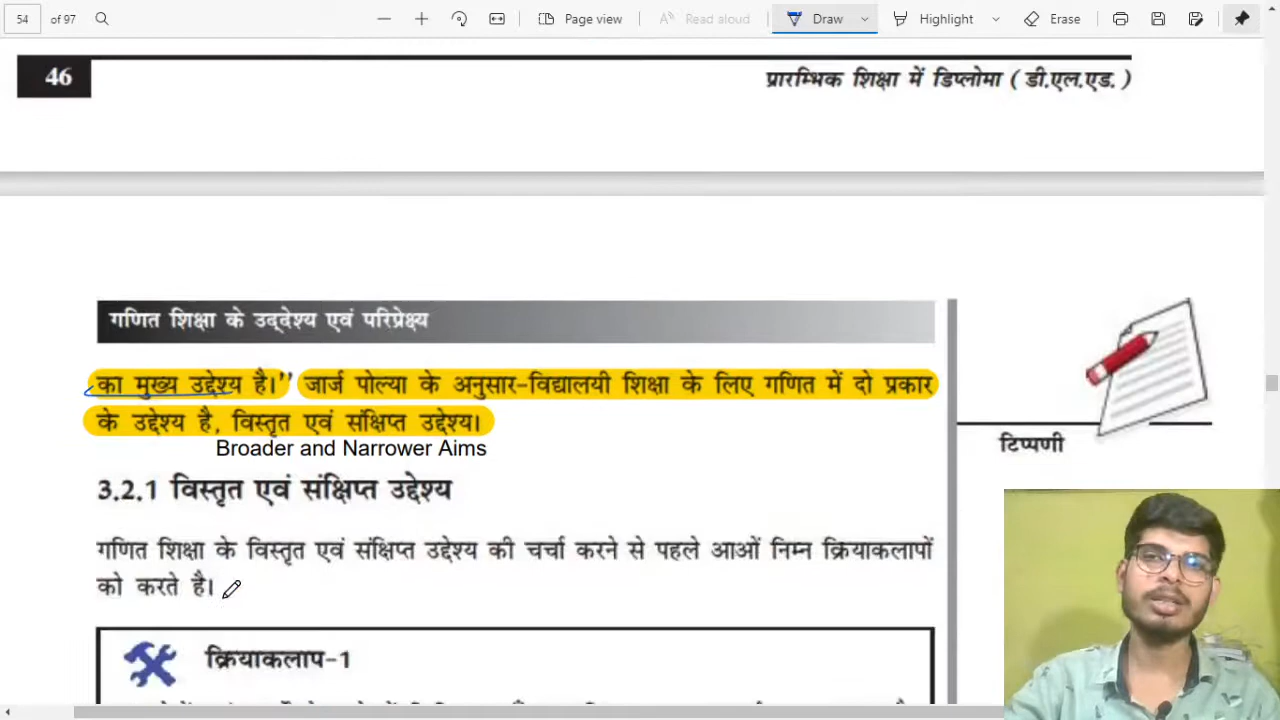 54 of 97 Page view Read aloud Draw Highlight Erase
46
प्रारम्भिक शिक्षा में डिप्लोमा ( डी.एल.एड. )
गणित शिक्षा के उद्देश्य एवं परिप्रेक्ष्य
का मुख्य उद्देश्य है।'' जार्ज पोल्या के अनुसार-विद्यालयी शिक्षा के लिए गणित में दो प्रकार
के उद्देश्य है, विस्तृत एवं संक्षिप्त उद्देश्य।
Broader and Narrower Aims
टिप्पणी
3.2.1 विस्तृत एवं संक्षिप्त उद्देश्य
गणित शिक्षा के विस्तृत एवं संक्षिप्त उद्देश्य की चर्चा करने से पहले आओं निम्न क्रियाकलापों
को करते है।
क्रियाकलाप-1